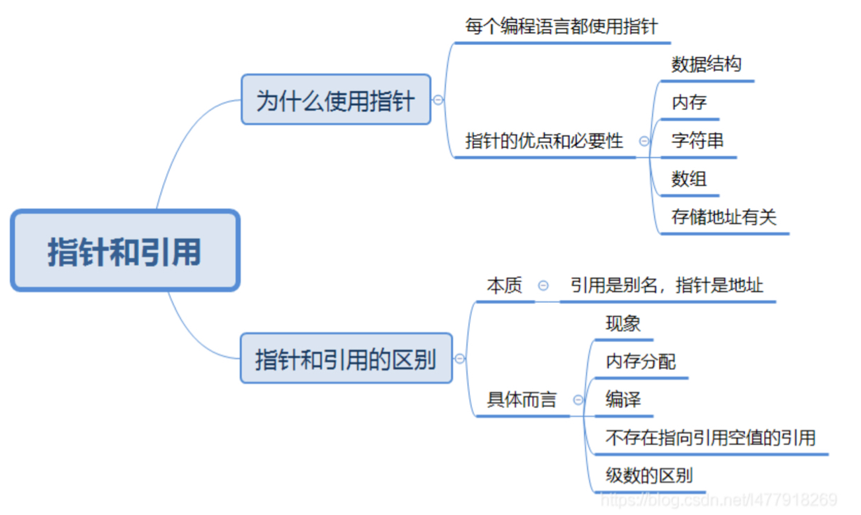 指针和引用
为什么使用指针
每个编程语言都使用指针
指针的优点和必要性
数据结构
内存
字符串
数组
存储地址有关
指针和引用的区别
本质
引用是别名，指针是地址
具体而言
现象
内存分配
编译
不存在指向引用空值的引用
级数的区别
https://blog.csdn.net/l477918269